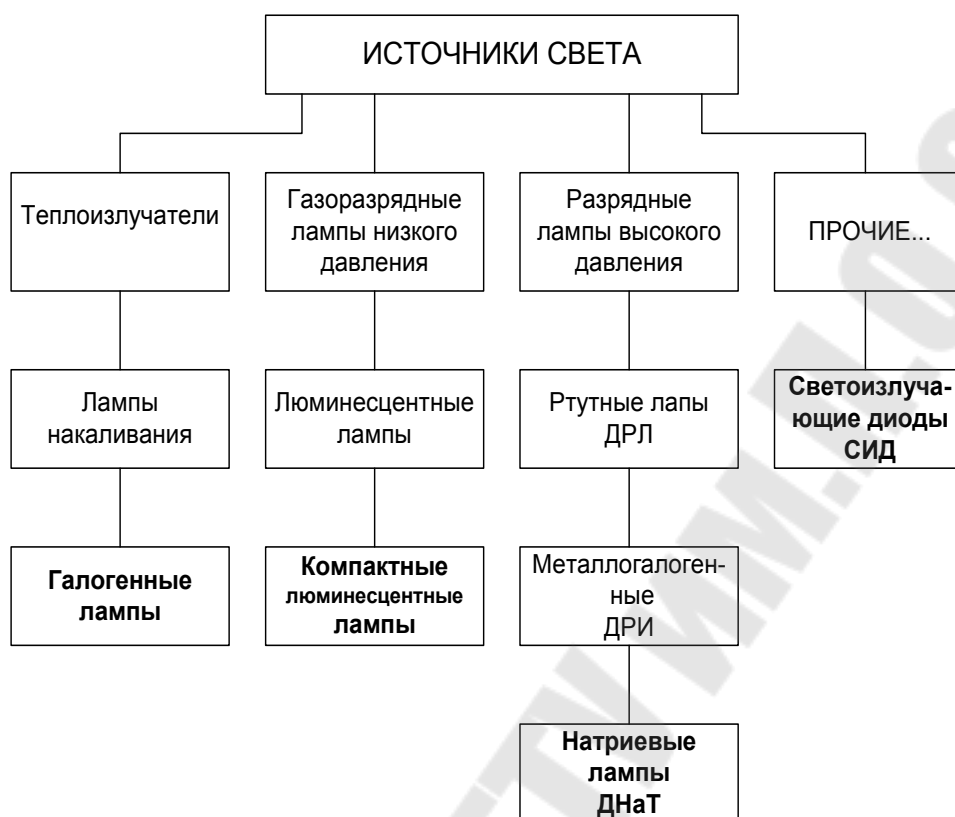 ИСТОЧНИКИ СВЕТА
Теплоизлучатели
Газоразрядные
лампы низкого
давления
Разрядные
лампы высокого
давления
ПРОЧИЕ...
Лампы
накаливания
Люминесцентные
лампы
Ртутные лапы
ДРЛ
Светоизлуча-
ющие диоды
СИД
Галогенные
лампы
Компактные
люминесцентные
лампы
Металлогалоген-
ные
ДРИ
Натриевые
лампы
ДНаТ